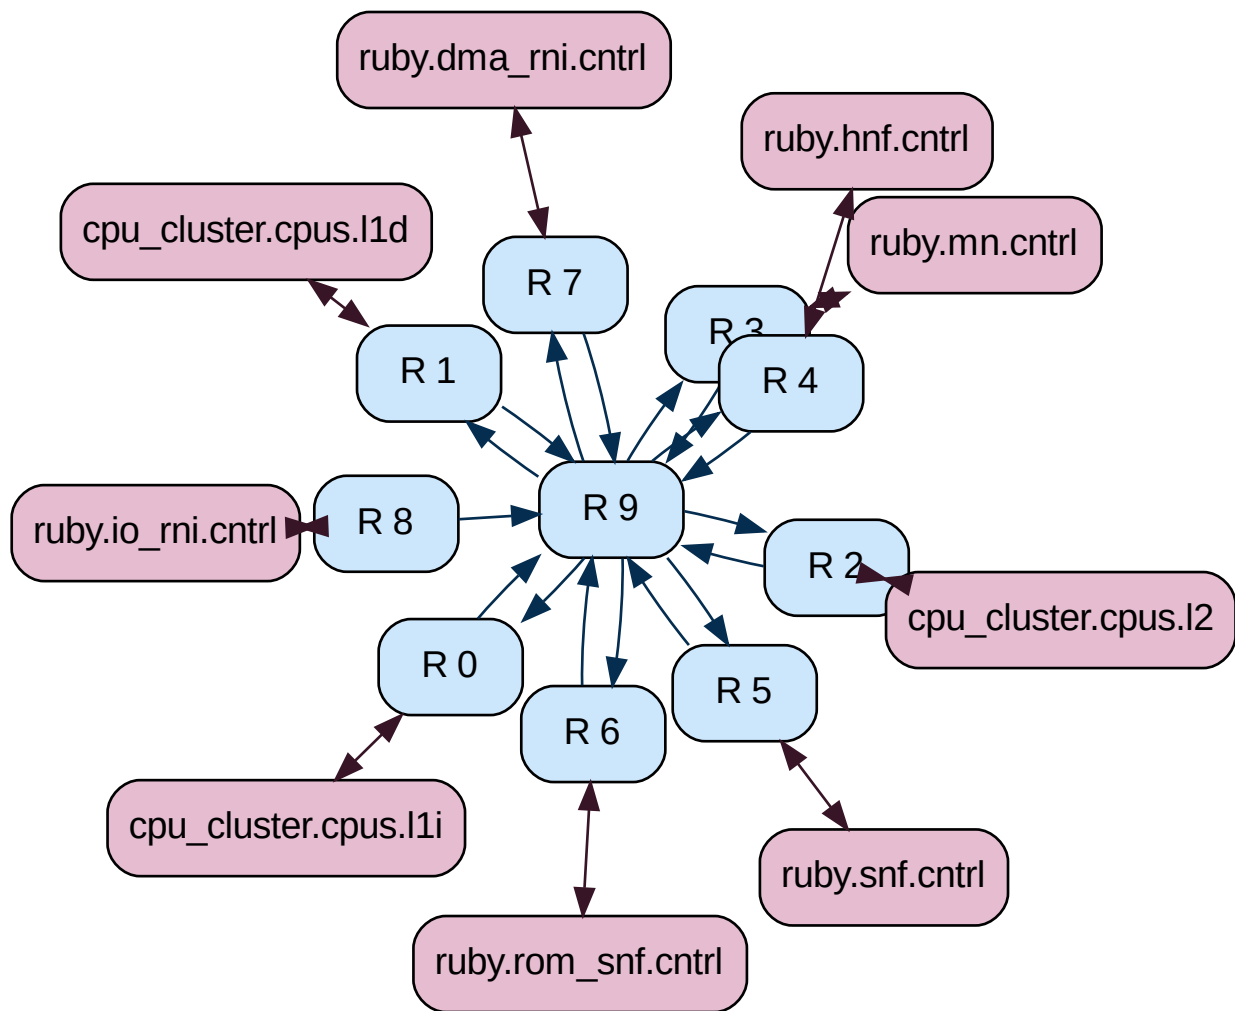 ruby.dma_rni.cntrl
ruby.hnf.cntrl
cpu_cluster.cpus.l1d
ruby.mn.cntrl
R 7
R 3
R 1
R 4
R 9
ruby.io_rni.cntrl
R 8
R 2
cpu_cluster.cpus.l2
R 0
R 5
R 6
cpu_cluster.cpus.l1i
ruby.snf.cntrl
ruby.rom_snf.cntrl